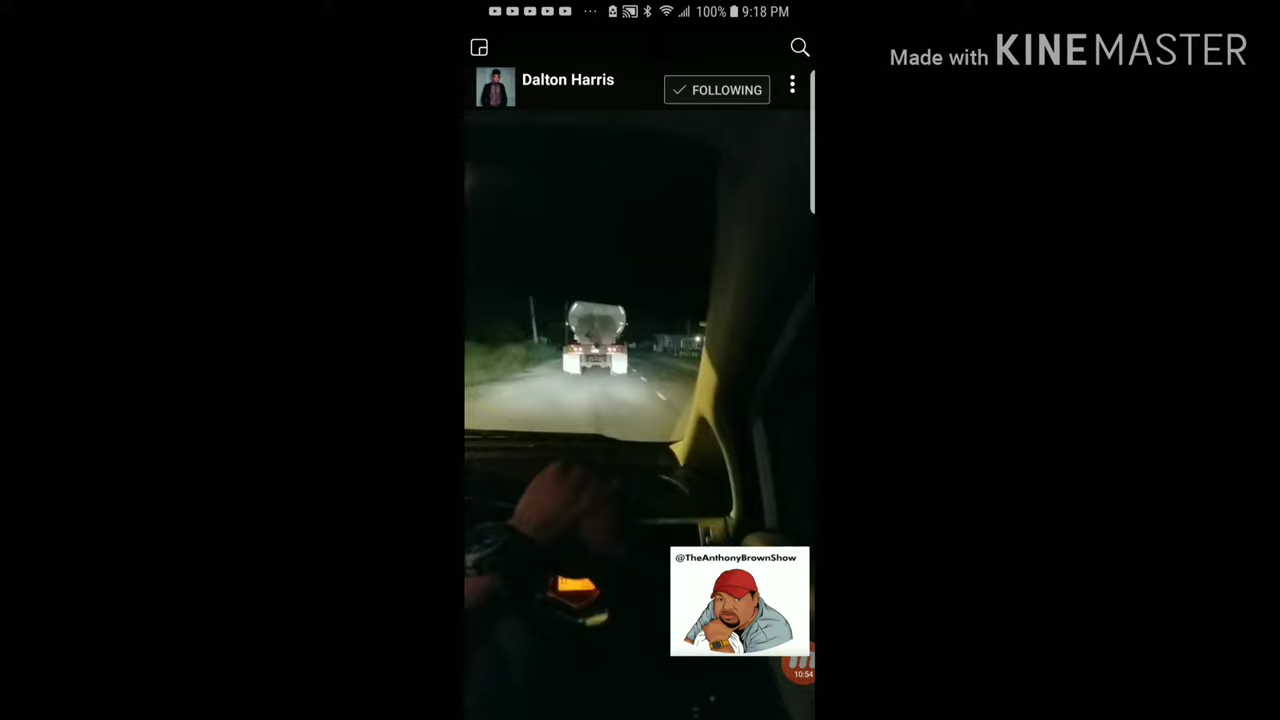 100% 9:18 PM
Made with KINEMASTER
Dalton Harris
FOLLOWING
@TheAnthonyBrownShow
10:54